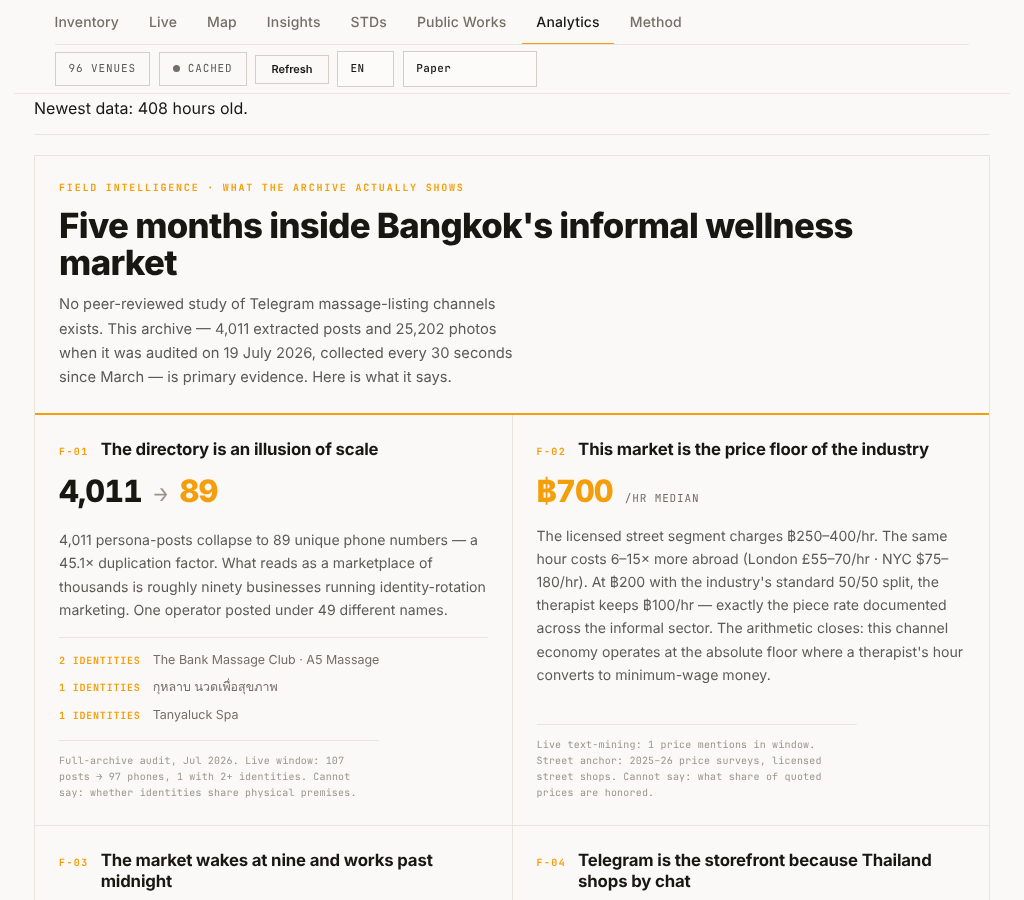 Inventory Live Map Insights STDs Public Works Analytics Method
96 VENUES CACHED Refresh EN Paper
Newest data: 408 hours old.
FIELD INTELLIGENCE · WHAT THE ARCHIVE ACTUALLY SHOWS
Five months inside Bangkok's informal wellness
market
No peer-reviewed study of Telegram massage-listing channels
exists. This archive — 4,011 extracted posts and 25,202 photos
when it was audited on 19 July 2026, collected every 30 seconds
since March — is primary evidence. Here is what it says.
F-01 The directory is an illusion of scale
4,011 → 89
4,011 persona-posts collapse to 89 unique phone numbers — a
45.1× duplication factor. What reads as a marketplace of
thousands is roughly ninety businesses running identity-rotation
marketing. One operator posted under 49 different names.
2 IDENTITIES The Bank Massage Club · A5 Massage
1 IDENTITIES กุหลาบ นวดเพื่อสุขภาพ
1 IDENTITIES Tanyaluck Spa
Full-archive audit, Jul 2026. Live window: 107
posts → 97 phones, 1 with 2+ identities. Cannot
say: whether identities share physical premises.
F-02 This market is the price floor of the industry
฿700 /HR MEDIAN
The licensed street segment charges ฿250–400/hr. The same
hour costs 6–15× more abroad (London £55–70/hr · NYC $75–
180/hr). At ฿200 with the industry's standard 50/50 split, the
therapist keeps ฿100/hr — exactly the piece rate documented
across the informal sector. The arithmetic closes: this channel
economy operates at the absolute floor where a therapist's hour
converts to minimum-wage money.
Live text-mining: 1 price mentions in window.
Street anchor: 2025–26 price surveys, licensed
street shops. Cannot say: what share of quoted
prices are honored.
F-03 The market wakes at nine and works past
midnight
F-04 Telegram is the storefront because Thailand
shops by chat